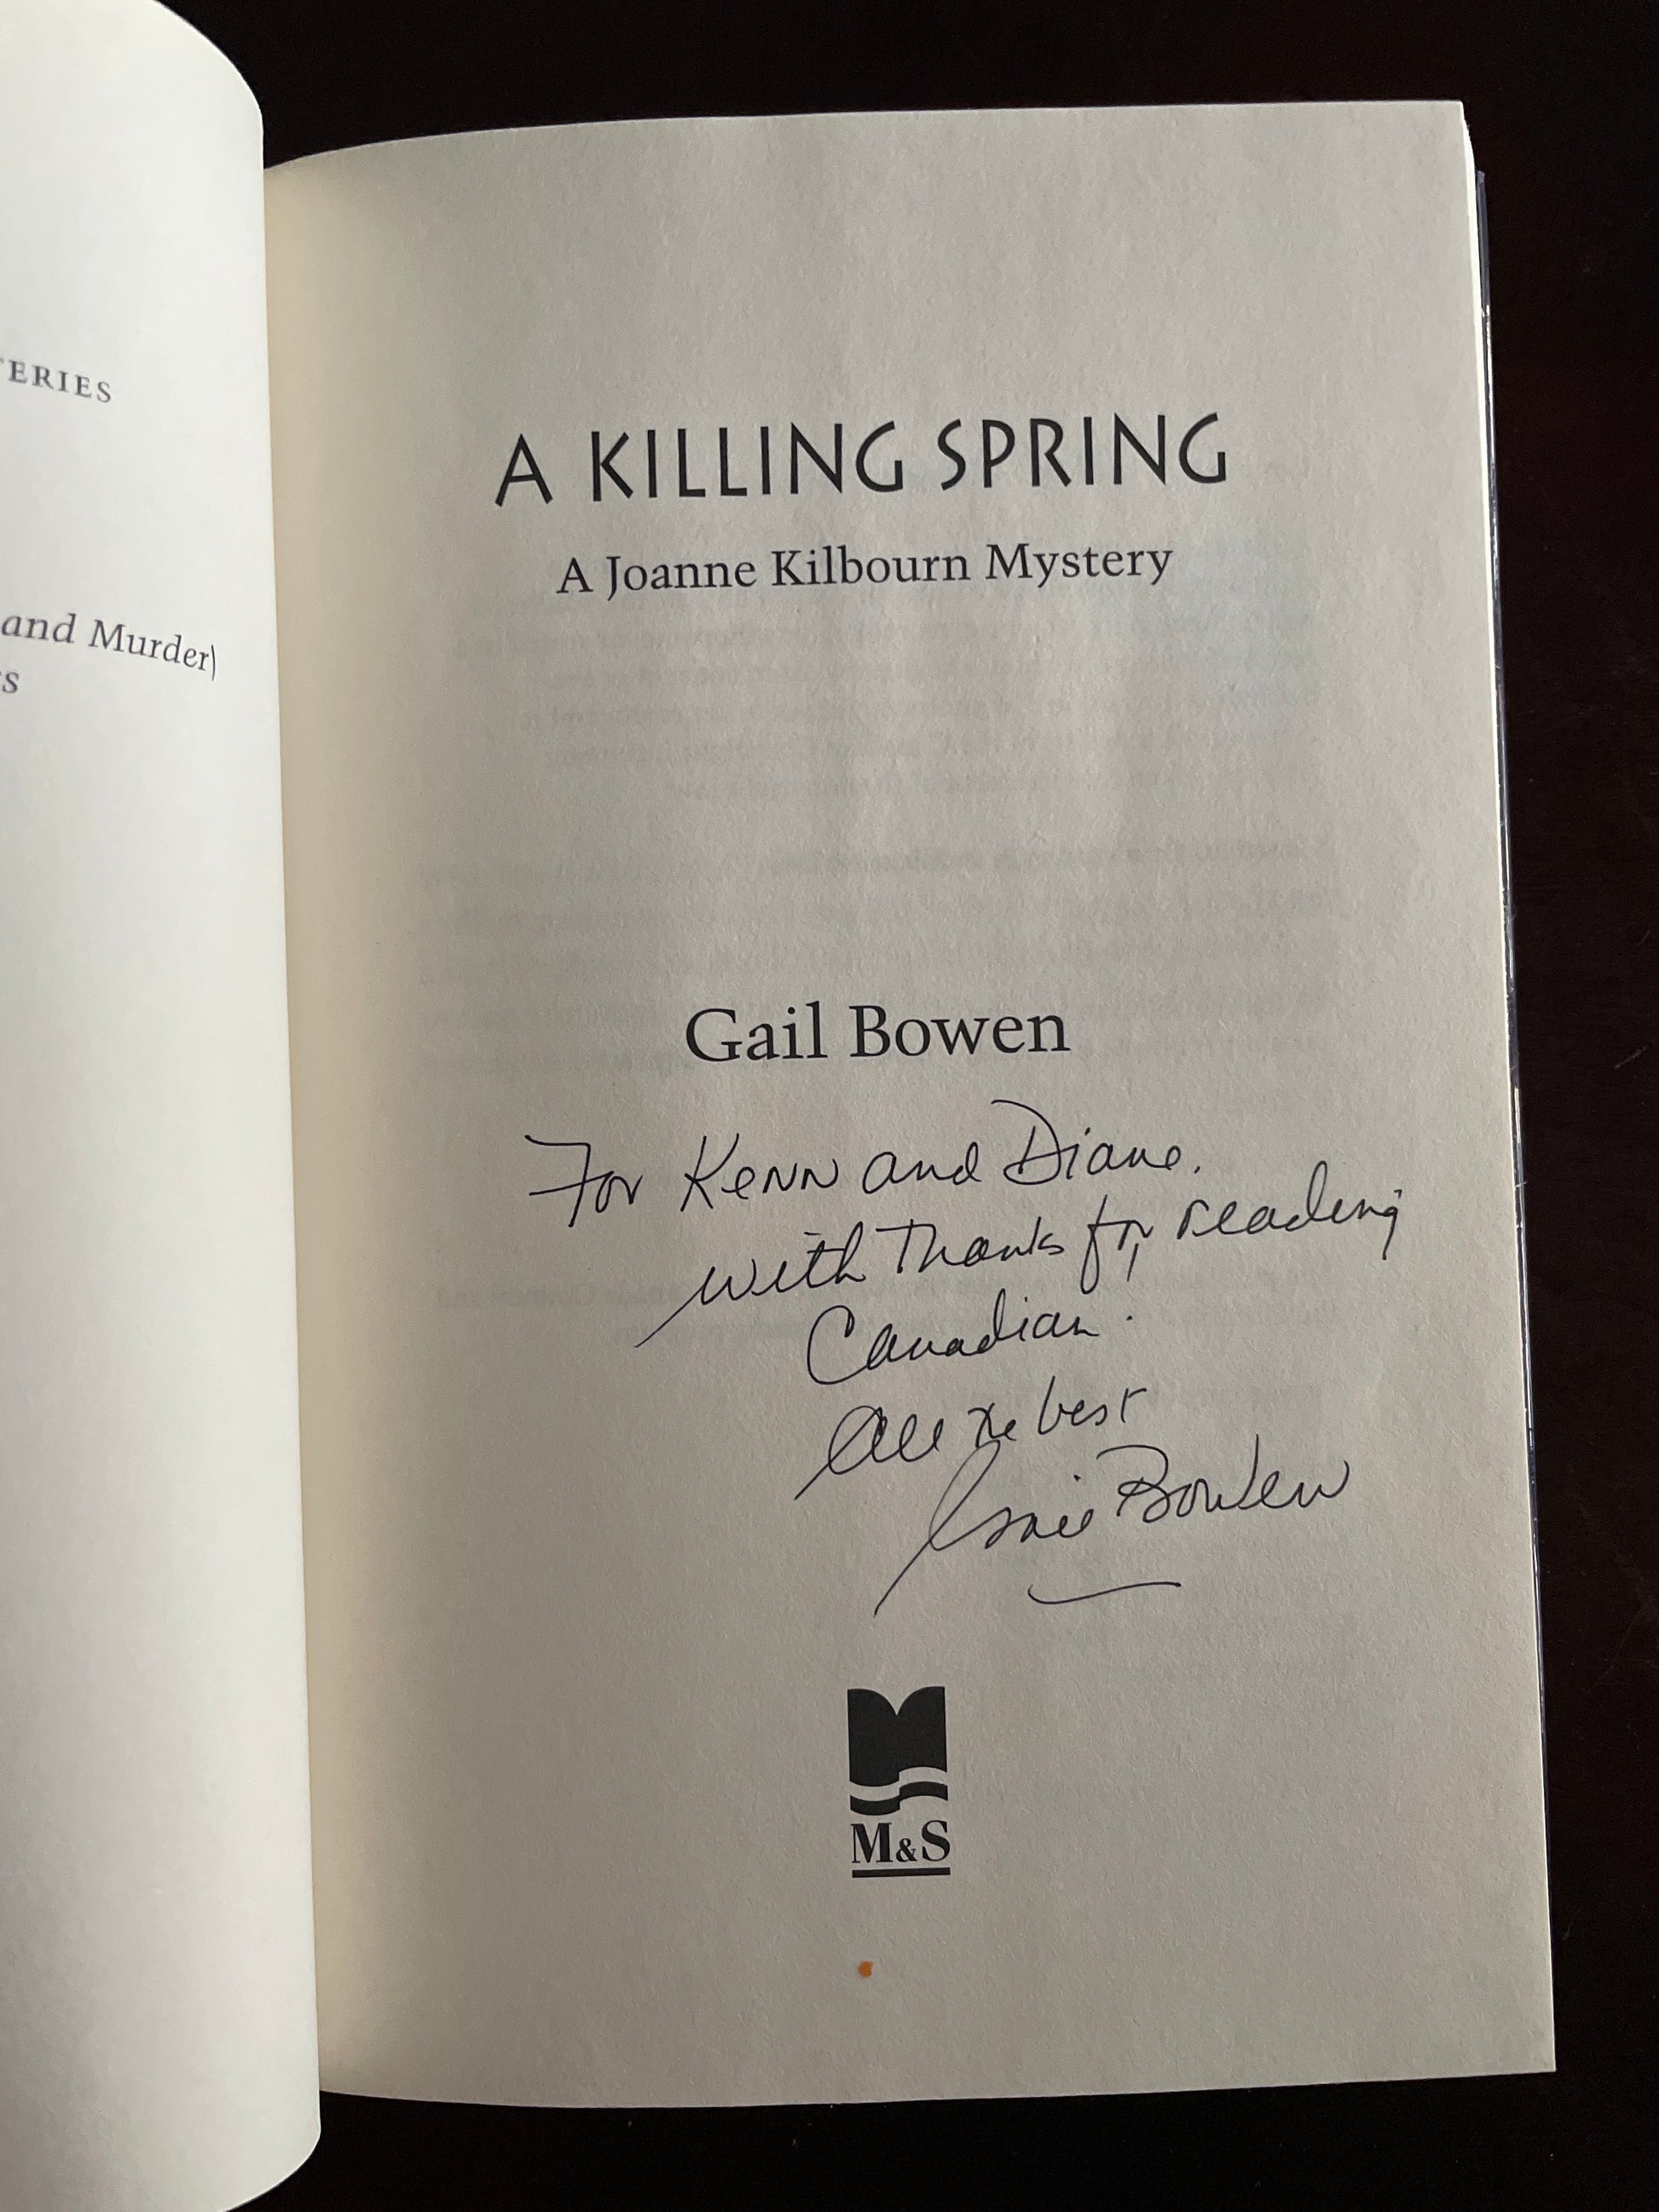 TERIES
and Murder)
s
A KILLING SPRING
A Joanne Kilbourn Mystery
Gail Bowen
For Kenn and Diane.
with thanks for reading
Canadian.
All the best
Gail Bowen
M&S